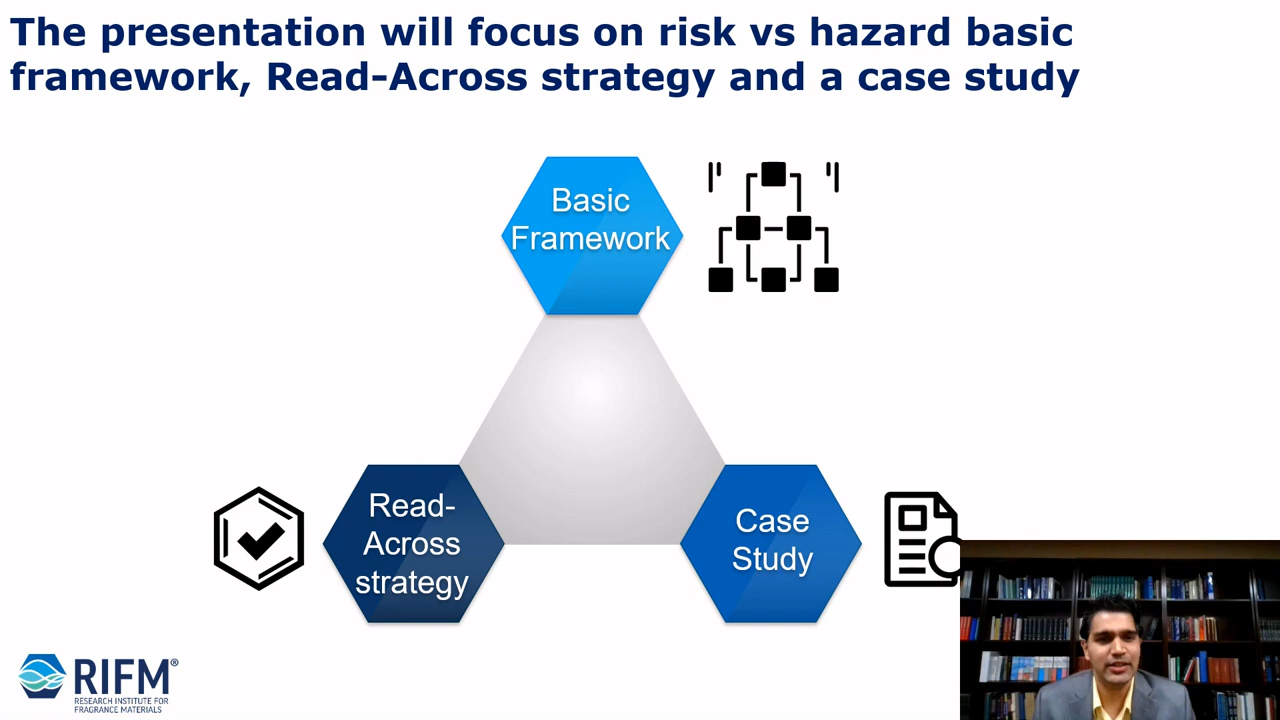 The presentation will focus on risk vs hazard basic
framework, Read-Across strategy and a case study
Basic
Framework
Read-
Across
strategy
Case
Study
RIFM®
RESEARCH INSTITUTE FOR
FRAGRANCE MATERIALS